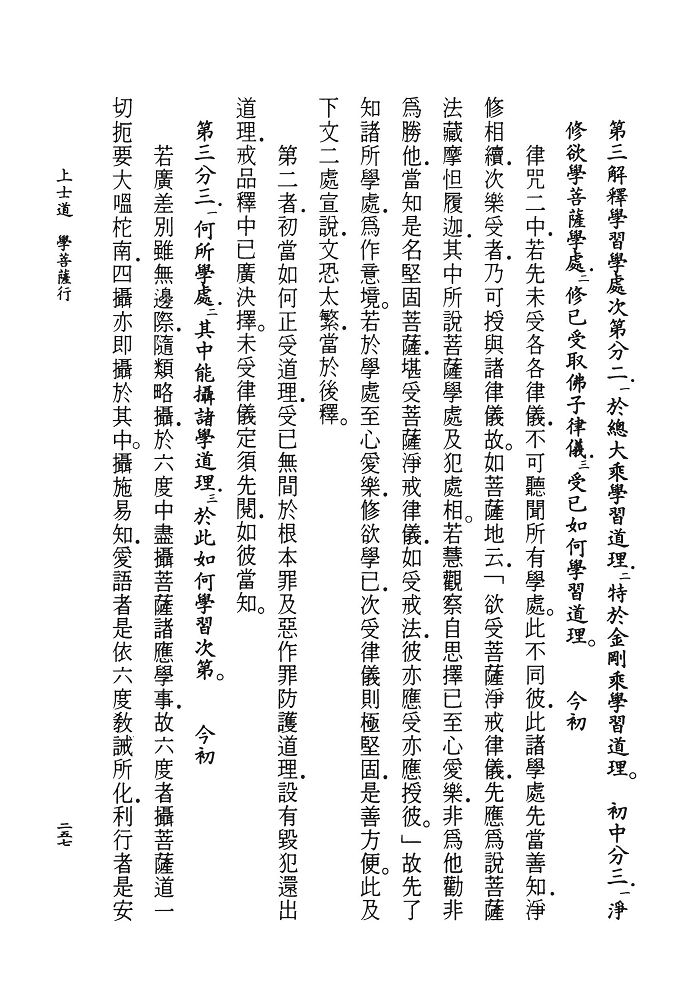 第三解釋學習學處次第分二．一於總大乘學習道理．二特於金剛乘學習道理。　初中分三．一淨
修欲學菩薩學處．二修已受取佛子律儀．三受已如何學習道理。　今初
律咒二中．若先未受各各律儀．不可聽聞所有學處。此不同彼．此諸學處先當善知．淨
修相續．次樂受者．乃可授與諸律儀故。如菩薩地云．「欲受菩薩淨戒律儀．先應爲說菩薩
法藏摩怛履迦．其中所說菩薩學處及犯處相。若慧觀察自思擇已至心愛樂．非爲他勸非
爲勝他．當知是名堅固菩薩．堪受菩薩淨戒律儀．如受戒法．彼亦應受亦應授彼。」故先了
知諸所學處．爲作意境。若於學處至心愛樂．修欲學已．次受律儀則極堅固．是善方便。此及
下文二處宣說．文恐太繁．當於後釋。
第二者．初當如何正受道理．受已無間於根本罪及惡作罪防護道理．設有毀犯還出
道理．戒品釋中已廣決擇。未受律儀定須先閱．如彼當知。
第三分三．一何所學處．二其中能攝諸學道理．三於此如何學習次第。　今初
若廣差別雖無邊際．隨類略攝．於六度中盡攝菩薩諸應學事．故六度者攝菩薩道一
切扼要大嗢柁南．四攝亦即攝於其中。攝施易知．愛語者是依六度敎誡所化．利行者是安
上士道　學菩薩行
二五七